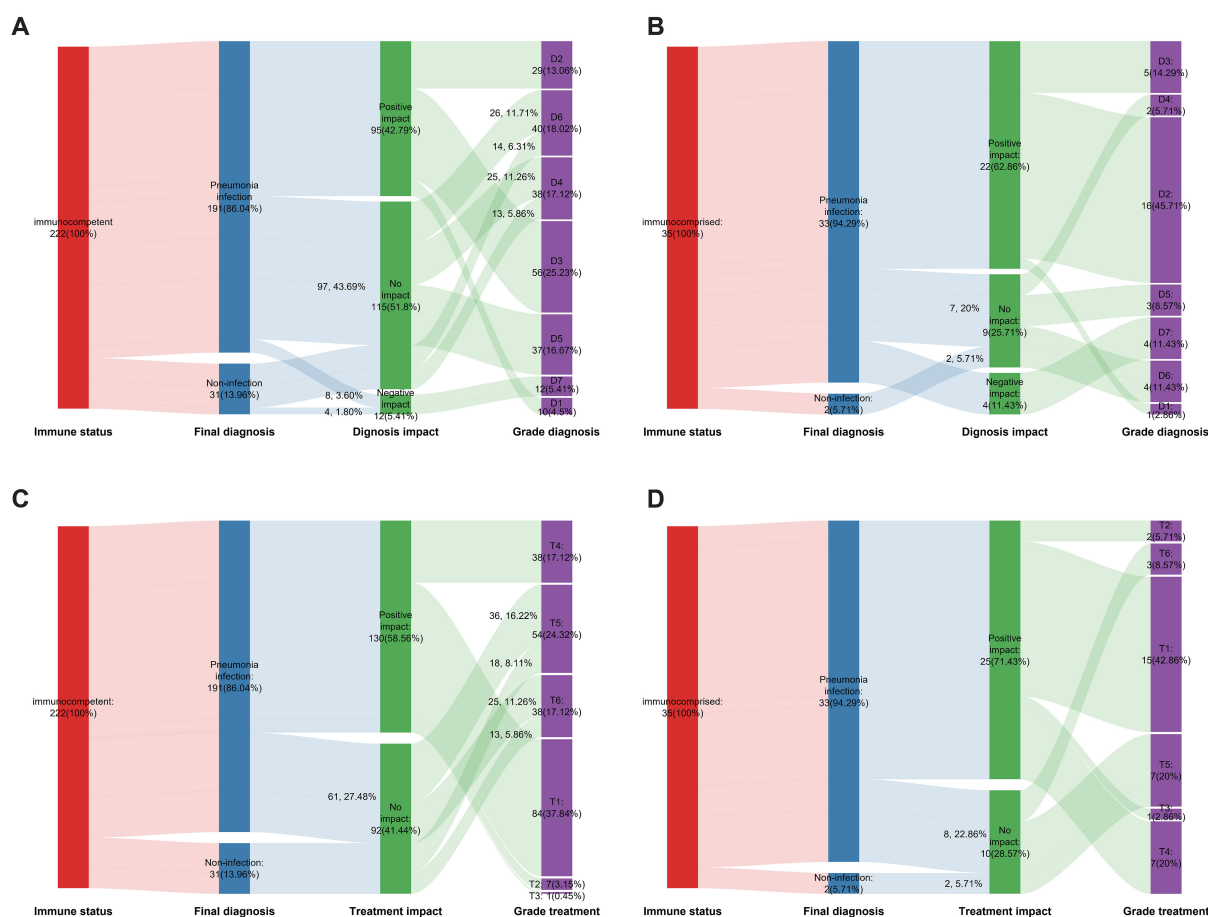 A
immunocompetent
222(100%)
Pneumonia
infection
191(86.04%)
Non-infection
31(13.96%)
Positive
impact
95(42.79%)
No
impact
115(51.8%)
Negative
impact
12(5.41%)
97, 43.69%
8, 3.60%
4, 1.80%
26, 11.71%
14, 6.31%
25, 11.26%
13, 5.86%
D2
29(13.06%)
D6
40(18.02%)
D4
38(17.12%)
D3
56(25.23%)
D5
37(16.67%)
D7
12(5.41%)
D1
10(4.5%)
Immune status
Final diagnosis
Dignosis impact
Grade diagnosis
B
immunocomprised:
35(100%)
Pneumonia
infection:
33(94.29%)
Non-infection:
2(5.71%)
Positive
impact:
22(62.86%)
No
impact:
9(25.71%)
Negative
impact:
4(11.43%)
7, 20%
2, 5.71%
D3:
5(14.29%)
D4:
2(5.71%)
D2:
16(45.71%)
D5:
3(8.57%)
D7:
4(11.43%)
D6:
4(11.43%)
D1:
1(2.86%)
Immune status
Final diagnosis
Dignosis impact
Grade diagnosis
C
immunocompetent:
222(100%)
Pneumonia
infection:
191(86.04%)
Non-infection:
31(13.96%)
Positive
impact:
130(58.56%)
No
impact:
92(41.44%)
61, 27.48%
36, 16.22%
18, 8.11%
25, 11.26%
13, 5.86%
T4:
38(17.12%)
T5:
54(24.32%)
T6:
38(17.12%)
T1:
84(37.84%)
T2: 7(3.15%)
T3: 1(0.45%)
Immune status
Final diagnosis
Treatment impact
Grade treatment
D
immunocomprised:
35(100%)
Pneumonia
infection:
33(94.29%)
Non-infection:
2(5.71%)
Positive
impact:
25(71.43%)
No
impact:
10(28.57%)
8, 22.86%
2, 5.71%
T2:
2(5.71%)
T6:
3(8.57%)
T1:
15(42.86%)
T5:
7(20%)
T3:
1(2.86%)
T4:
7(20%)
Immune status
Final diagnosis
Treatment impact
Grade treatment